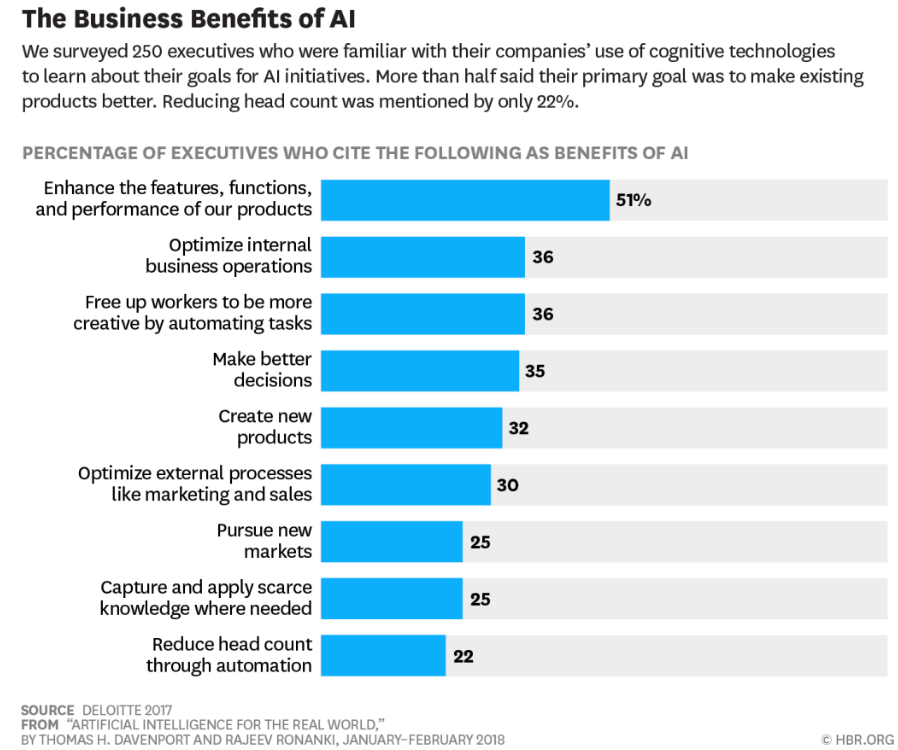 The Business Benefits of AI
We surveyed 250 executives who were familiar with their companies’ use of cognitive technologies
to learn about their goals for AI initiatives. More than half said their primary goal was to make existing
products better. Reducing head count was mentioned by only 22%.
PERCENTAGE OF EXECUTIVES WHO CITE THE FOLLOWING AS BENEFITS OF AI
Enhance the features, functions,
and performance of our products
51%
Optimize internal
business operations
36
Free up workers to be more
creative by automating tasks
36
Make better
decisions
35
Create new
products
32
Optimize external processes
like marketing and sales
30
Pursue new
markets
25
Capture and apply scarce
knowledge where needed
25
Reduce head count
through automation
22
SOURCE DELOITTE 2017
FROM “ARTIFICIAL INTELLIGENCE FOR THE REAL WORLD,”
BY THOMAS H. DAVENPORT AND RAJEEV RONANKI, JANUARY–FEBRUARY 2018
© HBR.ORG